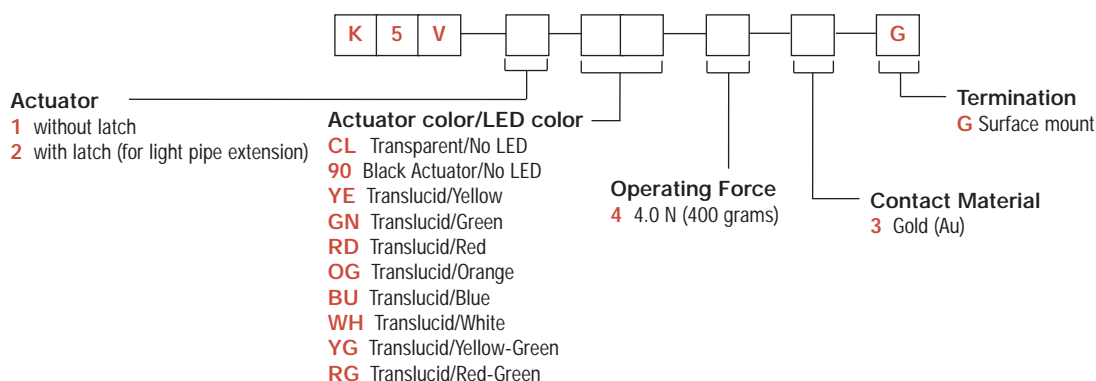 K 5 V G
Actuator
1 without latch
2 with latch (for light pipe extension)
Actuator color/LED color
CL Transparent/No LED
90 Black Actuator/No LED
YE Translucid/Yellow
GN Translucid/Green
RD Translucid/Red
OG Translucid/Orange
BU Translucid/Blue
WH Translucid/White
YG Translucid/Yellow-Green
RG Translucid/Red-Green
Operating Force
4 4.0 N (400 grams)
Contact Material
3 Gold (Au)
Termination
G Surface mount